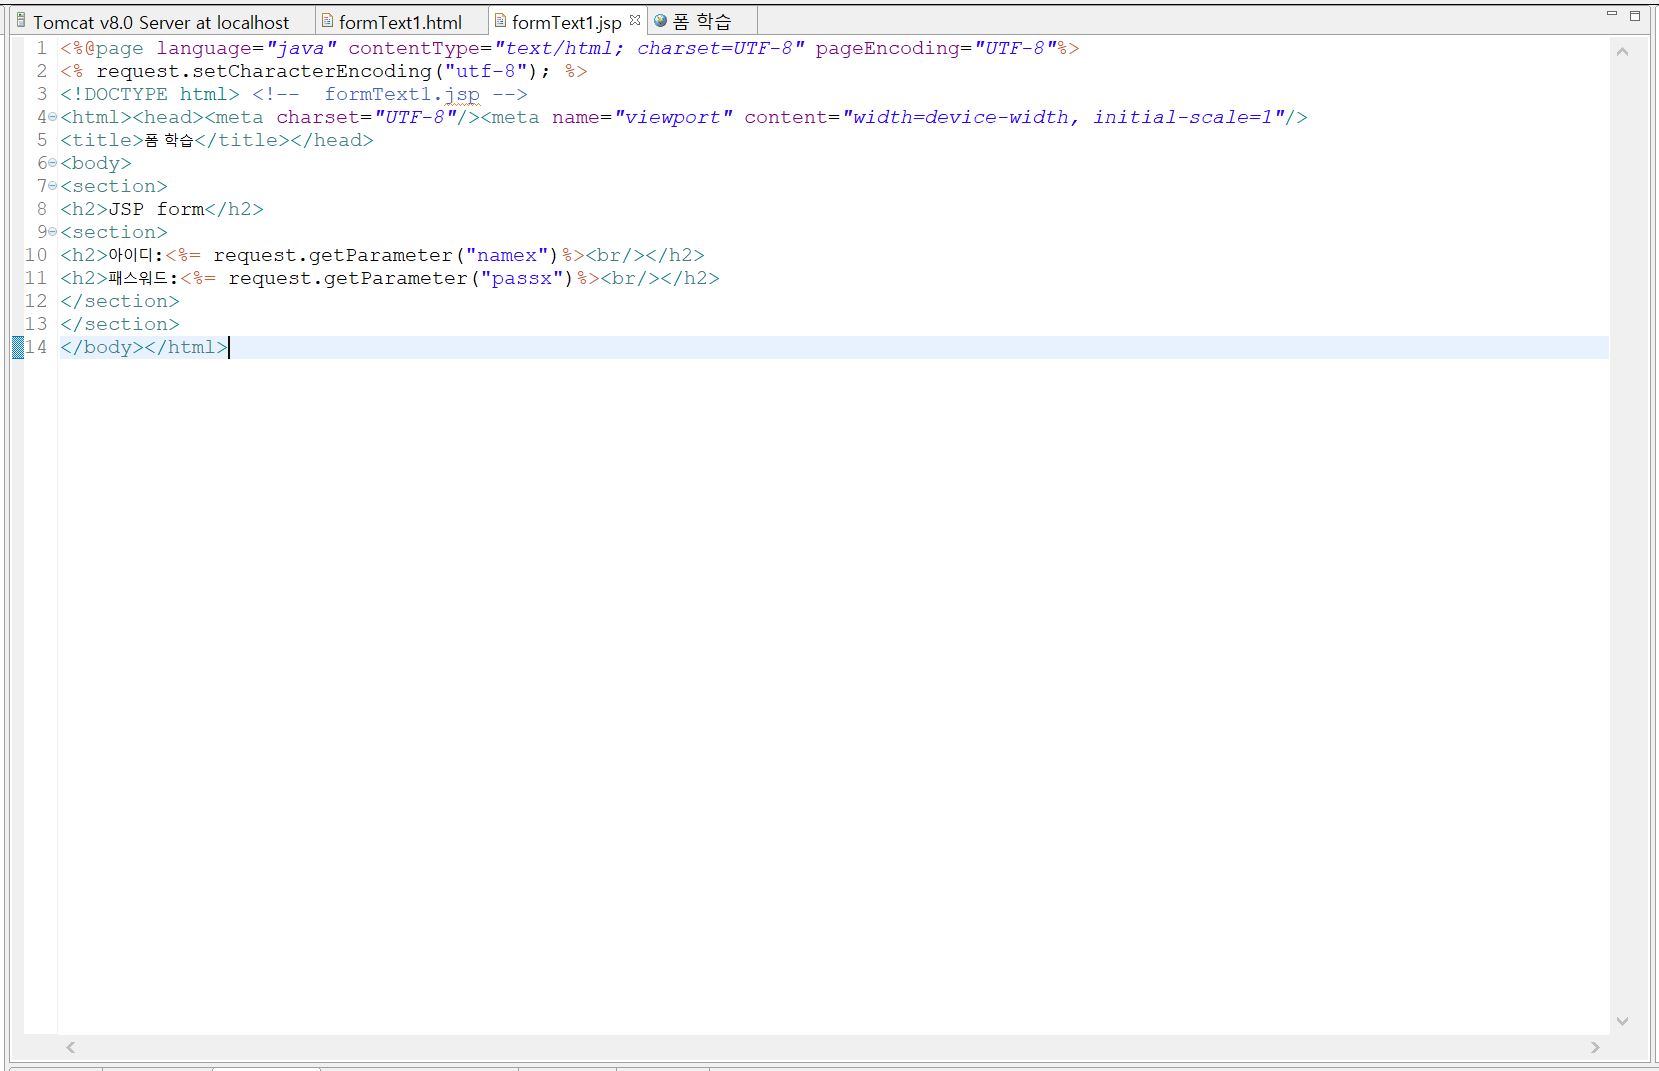 Tomcat v8.0 Server at localhost formText1.html formText1.jsp 폼 학습
1 <%@page language="java" contentType="text/html; charset=UTF-8" pageEncoding="UTF-8"%>
2 <% request.setCharacterEncoding("utf-8"); %>
3 <!DOCTYPE html> <!--  formText1.jsp -->
4 <html><head><meta charset="UTF-8"/><meta name="viewport" content="width=device-width, initial-scale=1"/>
5 <title>폼 학습</title></head>
6 <body>
7 <section>
8 <h2>JSP form</h2>
9 <section>
10 <h2>아이디:<%= request.getParameter("namex")%><br/></h2>
11 <h2>패스워드:<%= request.getParameter("passx")%><br/></h2>
12 </section>
13 </section>
14 </body></html>